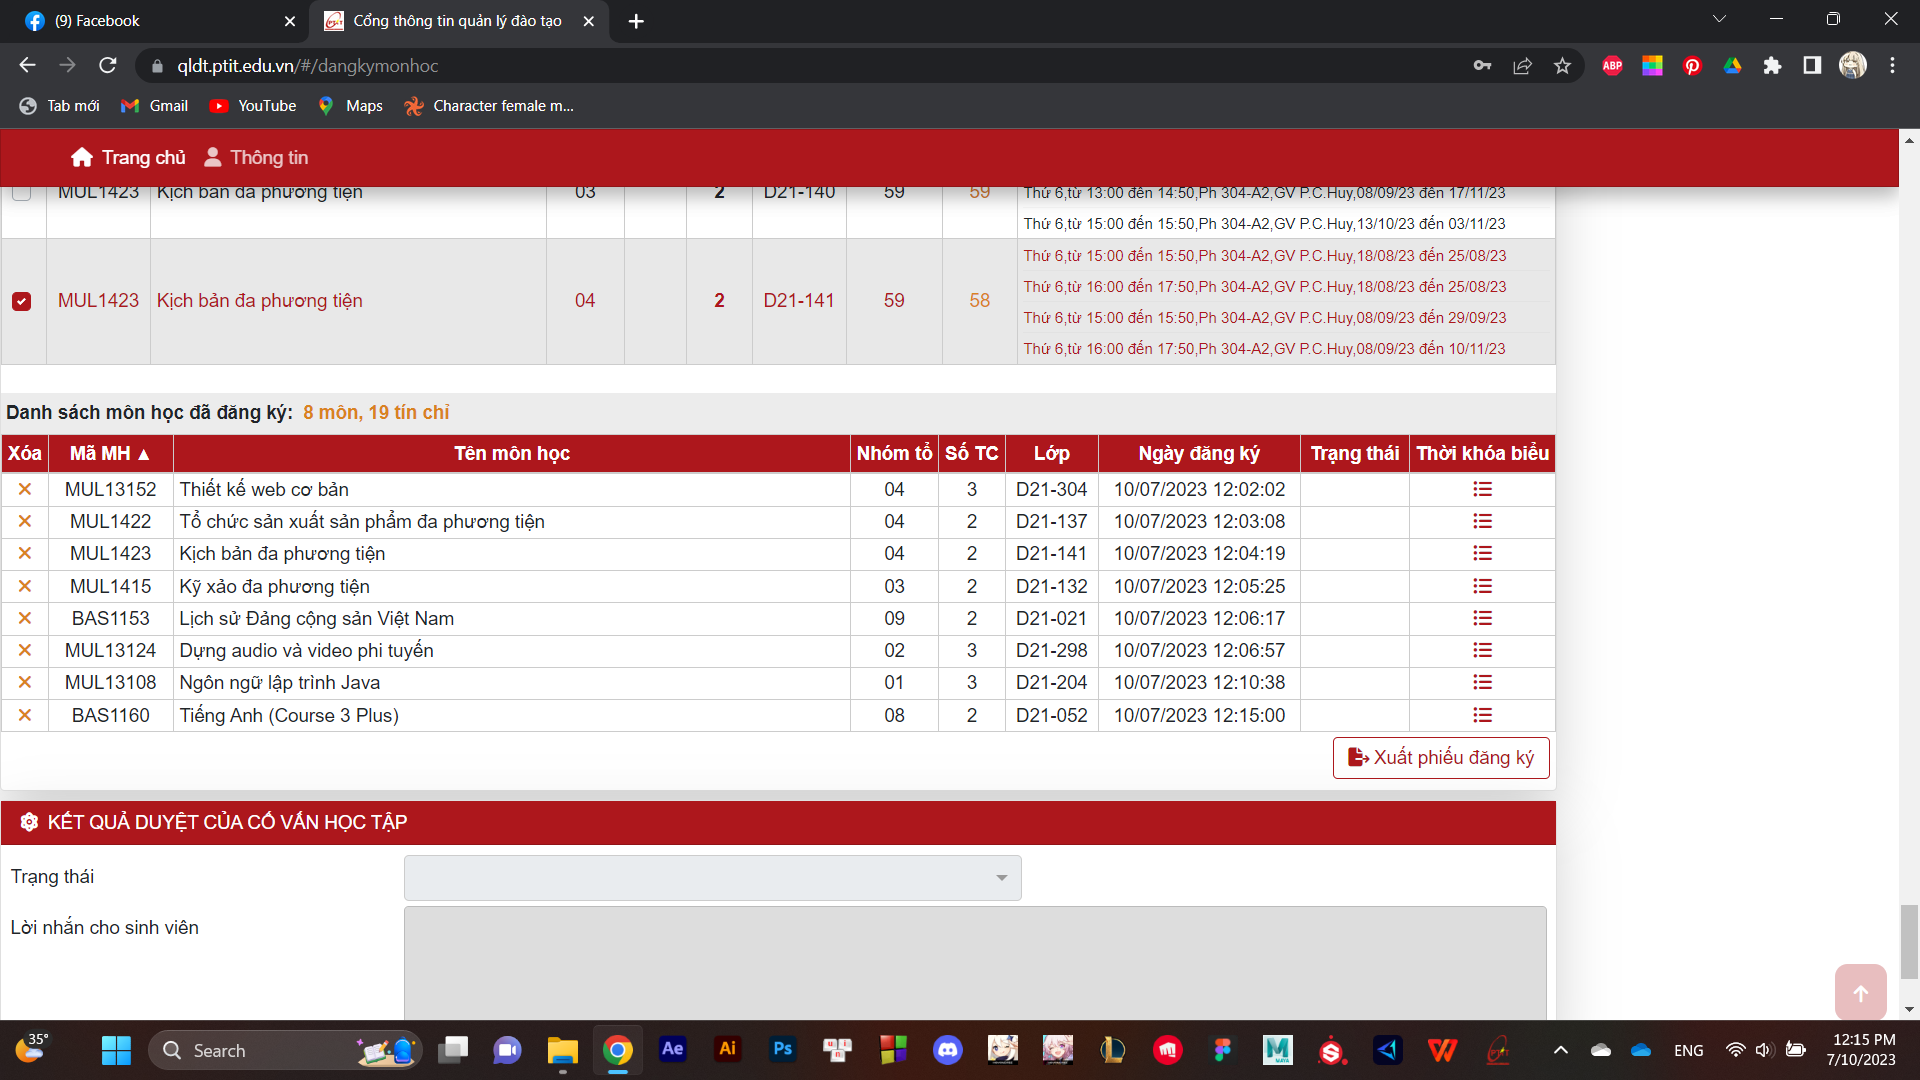 (9) Facebook
Cổng thông tin quản lý đào tạo
qldt.ptit.edu.vn/#/dangkymonhoc
ABP
Tab mới Gmail YouTube Maps Character female m...
Trang chủ Thông tin
MUL1423 Kịch bản đa phương tiện 03 2 D21-140 59 59
Thứ 6,từ 13:00 đến 14:50,Ph 304-A2,GV P.C.Huy,08/09/23 đến 17/11/23
Thứ 6,từ 15:00 đến 15:50,Ph 304-A2,GV P.C.Huy,13/10/23 đến 03/11/23
MUL1423 Kịch bản đa phương tiện 04 2 D21-141 59 58
Thứ 6,từ 15:00 đến 15:50,Ph 304-A2,GV P.C.Huy,18/08/23 đến 25/08/23
Thứ 6,từ 16:00 đến 17:50,Ph 304-A2,GV P.C.Huy,18/08/23 đến 25/08/23
Thứ 6,từ 15:00 đến 15:50,Ph 304-A2,GV P.C.Huy,08/09/23 đến 29/09/23
Thứ 6,từ 16:00 đến 17:50,Ph 304-A2,GV P.C.Huy,08/09/23 đến 10/11/23
Danh sách môn học đã đăng ký: 8 môn, 19 tín chỉ
Xóa Mã MH ▲ Tên môn học Nhóm tổ Số TC Lớp Ngày đăng ký Trạng thái Thời khóa biểu
MUL13152 Thiết kế web cơ bản 04 3 D21-304 10/07/2023 12:02:02
MUL1422 Tổ chức sản xuất sản phẩm đa phương tiện 04 2 D21-137 10/07/2023 12:03:08
MUL1423 Kịch bản đa phương tiện 04 2 D21-141 10/07/2023 12:04:19
MUL1415 Kỹ xảo đa phương tiện 03 2 D21-132 10/07/2023 12:05:25
BAS1153 Lịch sử Đảng cộng sản Việt Nam 09 2 D21-021 10/07/2023 12:06:17
MUL13124 Dựng audio và video phi tuyến 02 3 D21-298 10/07/2023 12:06:57
MUL13108 Ngôn ngữ lập trình Java 01 3 D21-204 10/07/2023 12:10:38
BAS1160 Tiếng Anh (Course 3 Plus) 08 2 D21-052 10/07/2023 12:15:00
Xuất phiếu đăng ký
KẾT QUẢ DUYỆT CỦA CỐ VẤN HỌC TẬP
Trạng thái
Lời nhắn cho sinh viên
35°
Search
Ae Ai Ps
ENG
12:15 PM
7/10/2023